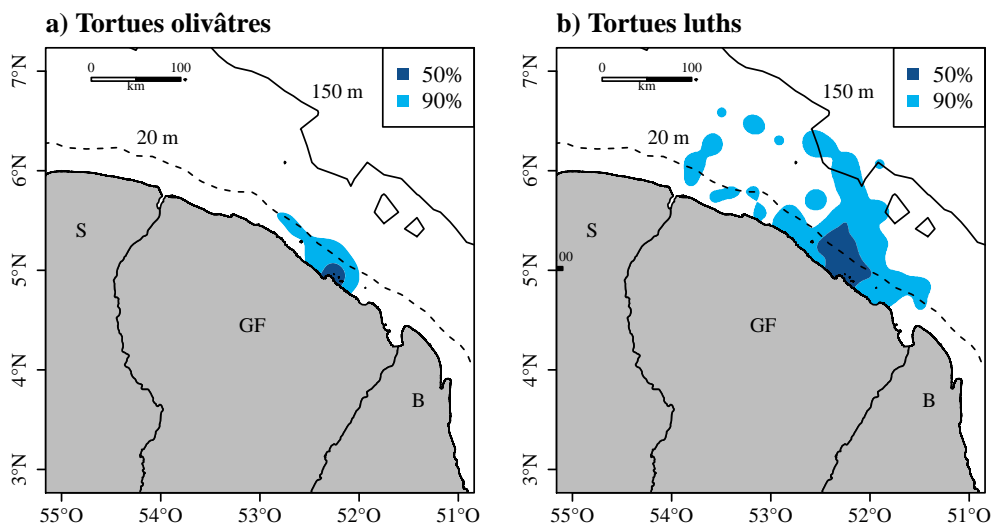 a) Tortues olivâtres
0 100
km
150 m
50%
90%
20 m
S
GF
B
7°N
6°N
5°N
4°N
3°N
55°O 54°O 53°O 52°O 51°O
b) Tortues luths
0 100
km
150 m
50%
90%
20 m
S
00
GF
B
7°N
6°N
5°N
4°N
3°N
55°O 54°O 53°O 52°O 51°O